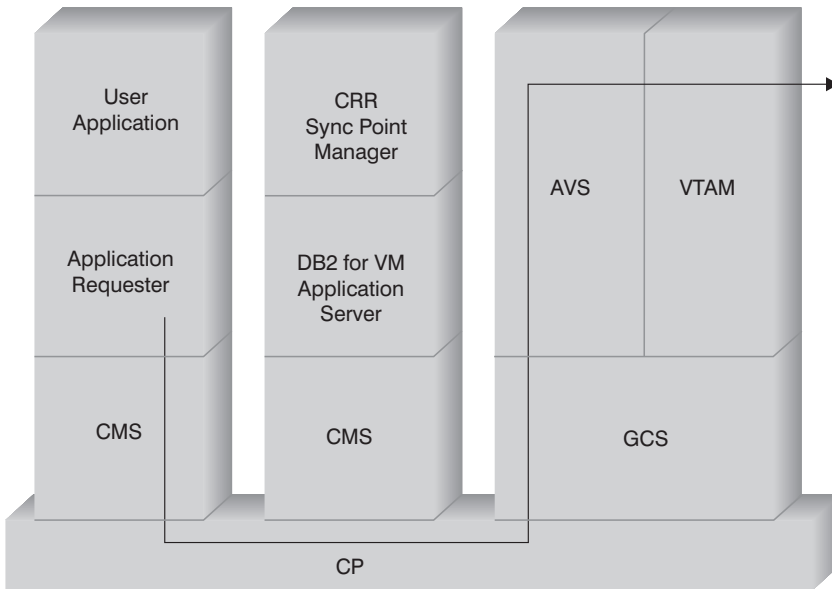 User
Application
Application
Requester
CMS
CRR
Sync Point
Manager
DB2 for VM
Application
Server
CMS
AVS
VTAM
GCS
CP